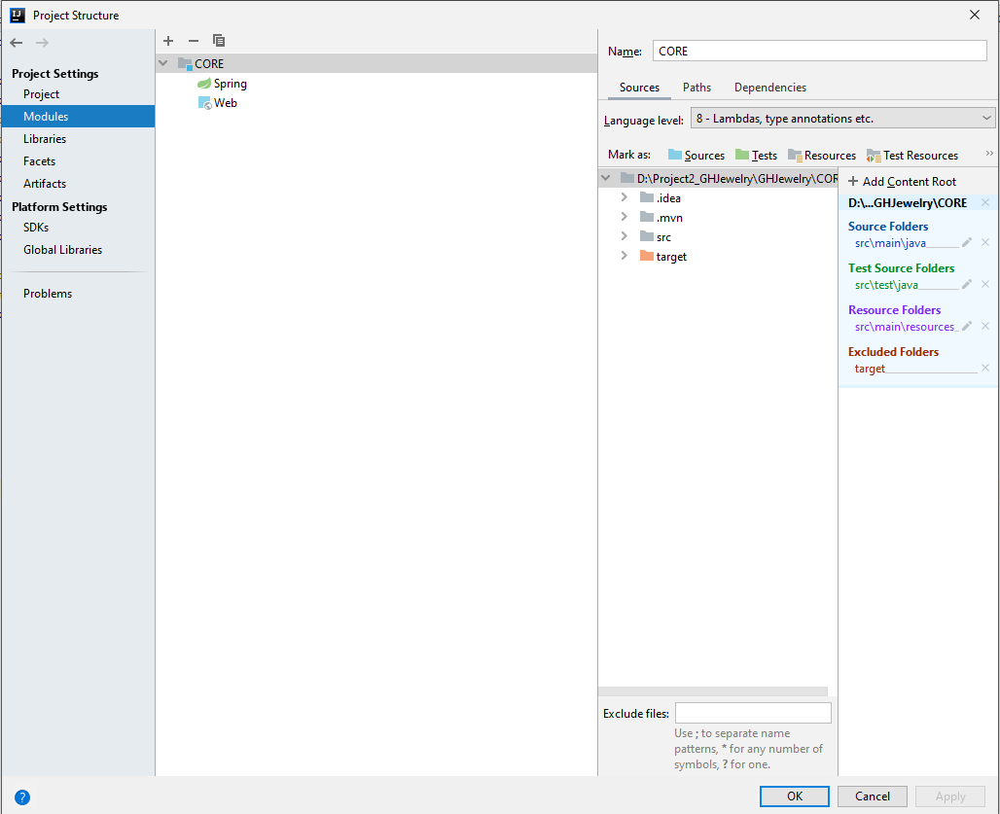 Project Structure
Project Settings
Project
Modules
Libraries
Facets
Artifacts
Platform Settings
SDKs
Global Libraries
Problems
CORE
Spring
Web
Name: CORE
Sources Paths Dependencies
Language level: 8 - Lambdas, type annotations etc.
Mark as: Sources Tests Resources Test Resources »
D:\Project2_GHJewelry\GHJewelry\COR
.idea
.mvn
src
target
+ Add Content Root
D:\...GHJewelry\CORE
Source Folders
src\main\java
Test Source Folders
src\test\java
Resource Folders
src\main\resources
Excluded Folders
target
Exclude files:
Use ; to separate name
patterns, * for any number of
symbols, ? for one.
?
OK Cancel Apply